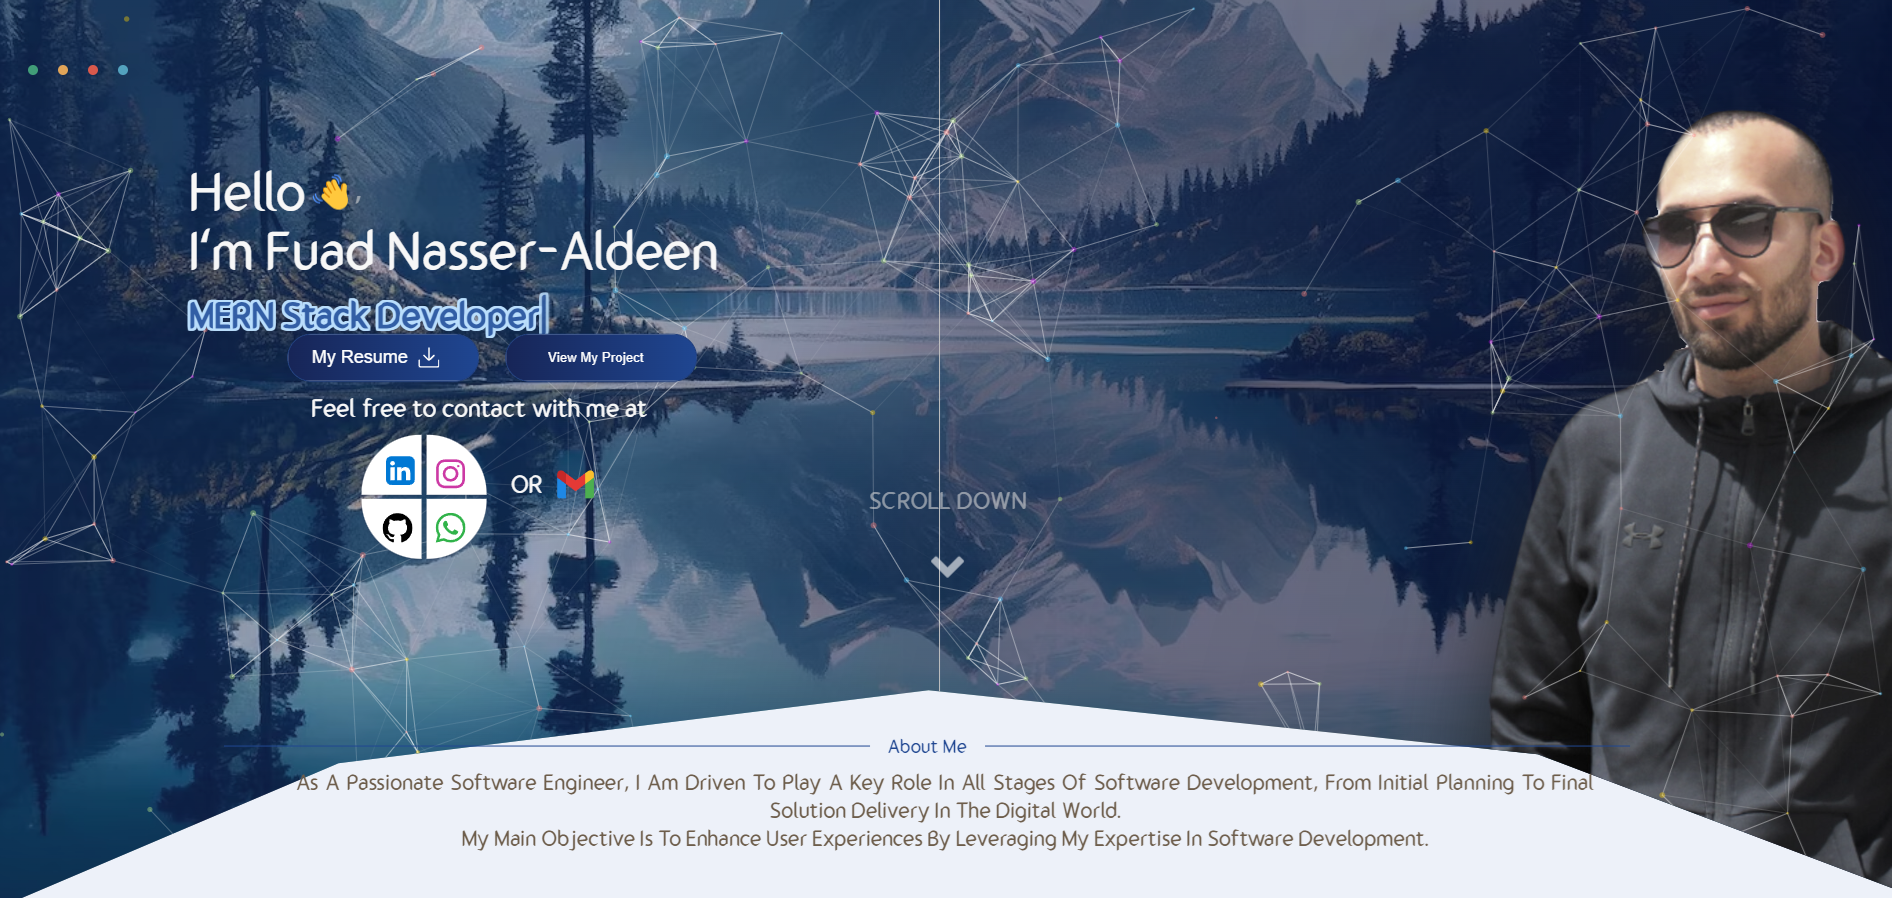 Hello 👋,
I'm Fuad Nasser-Aldeen
MERN Stack Developer|
My Resume
View My Project
Feel free to contact with me at
in
OR
SCROLL DOWN
About Me
As A Passionate Software Engineer, I Am Driven To Play A Key Role In All Stages Of Software Development, From Initial Planning To Final
Solution Delivery In The Digital World.
My Main Objective Is To Enhance User Experiences By Leveraging My Expertise In Software Development.